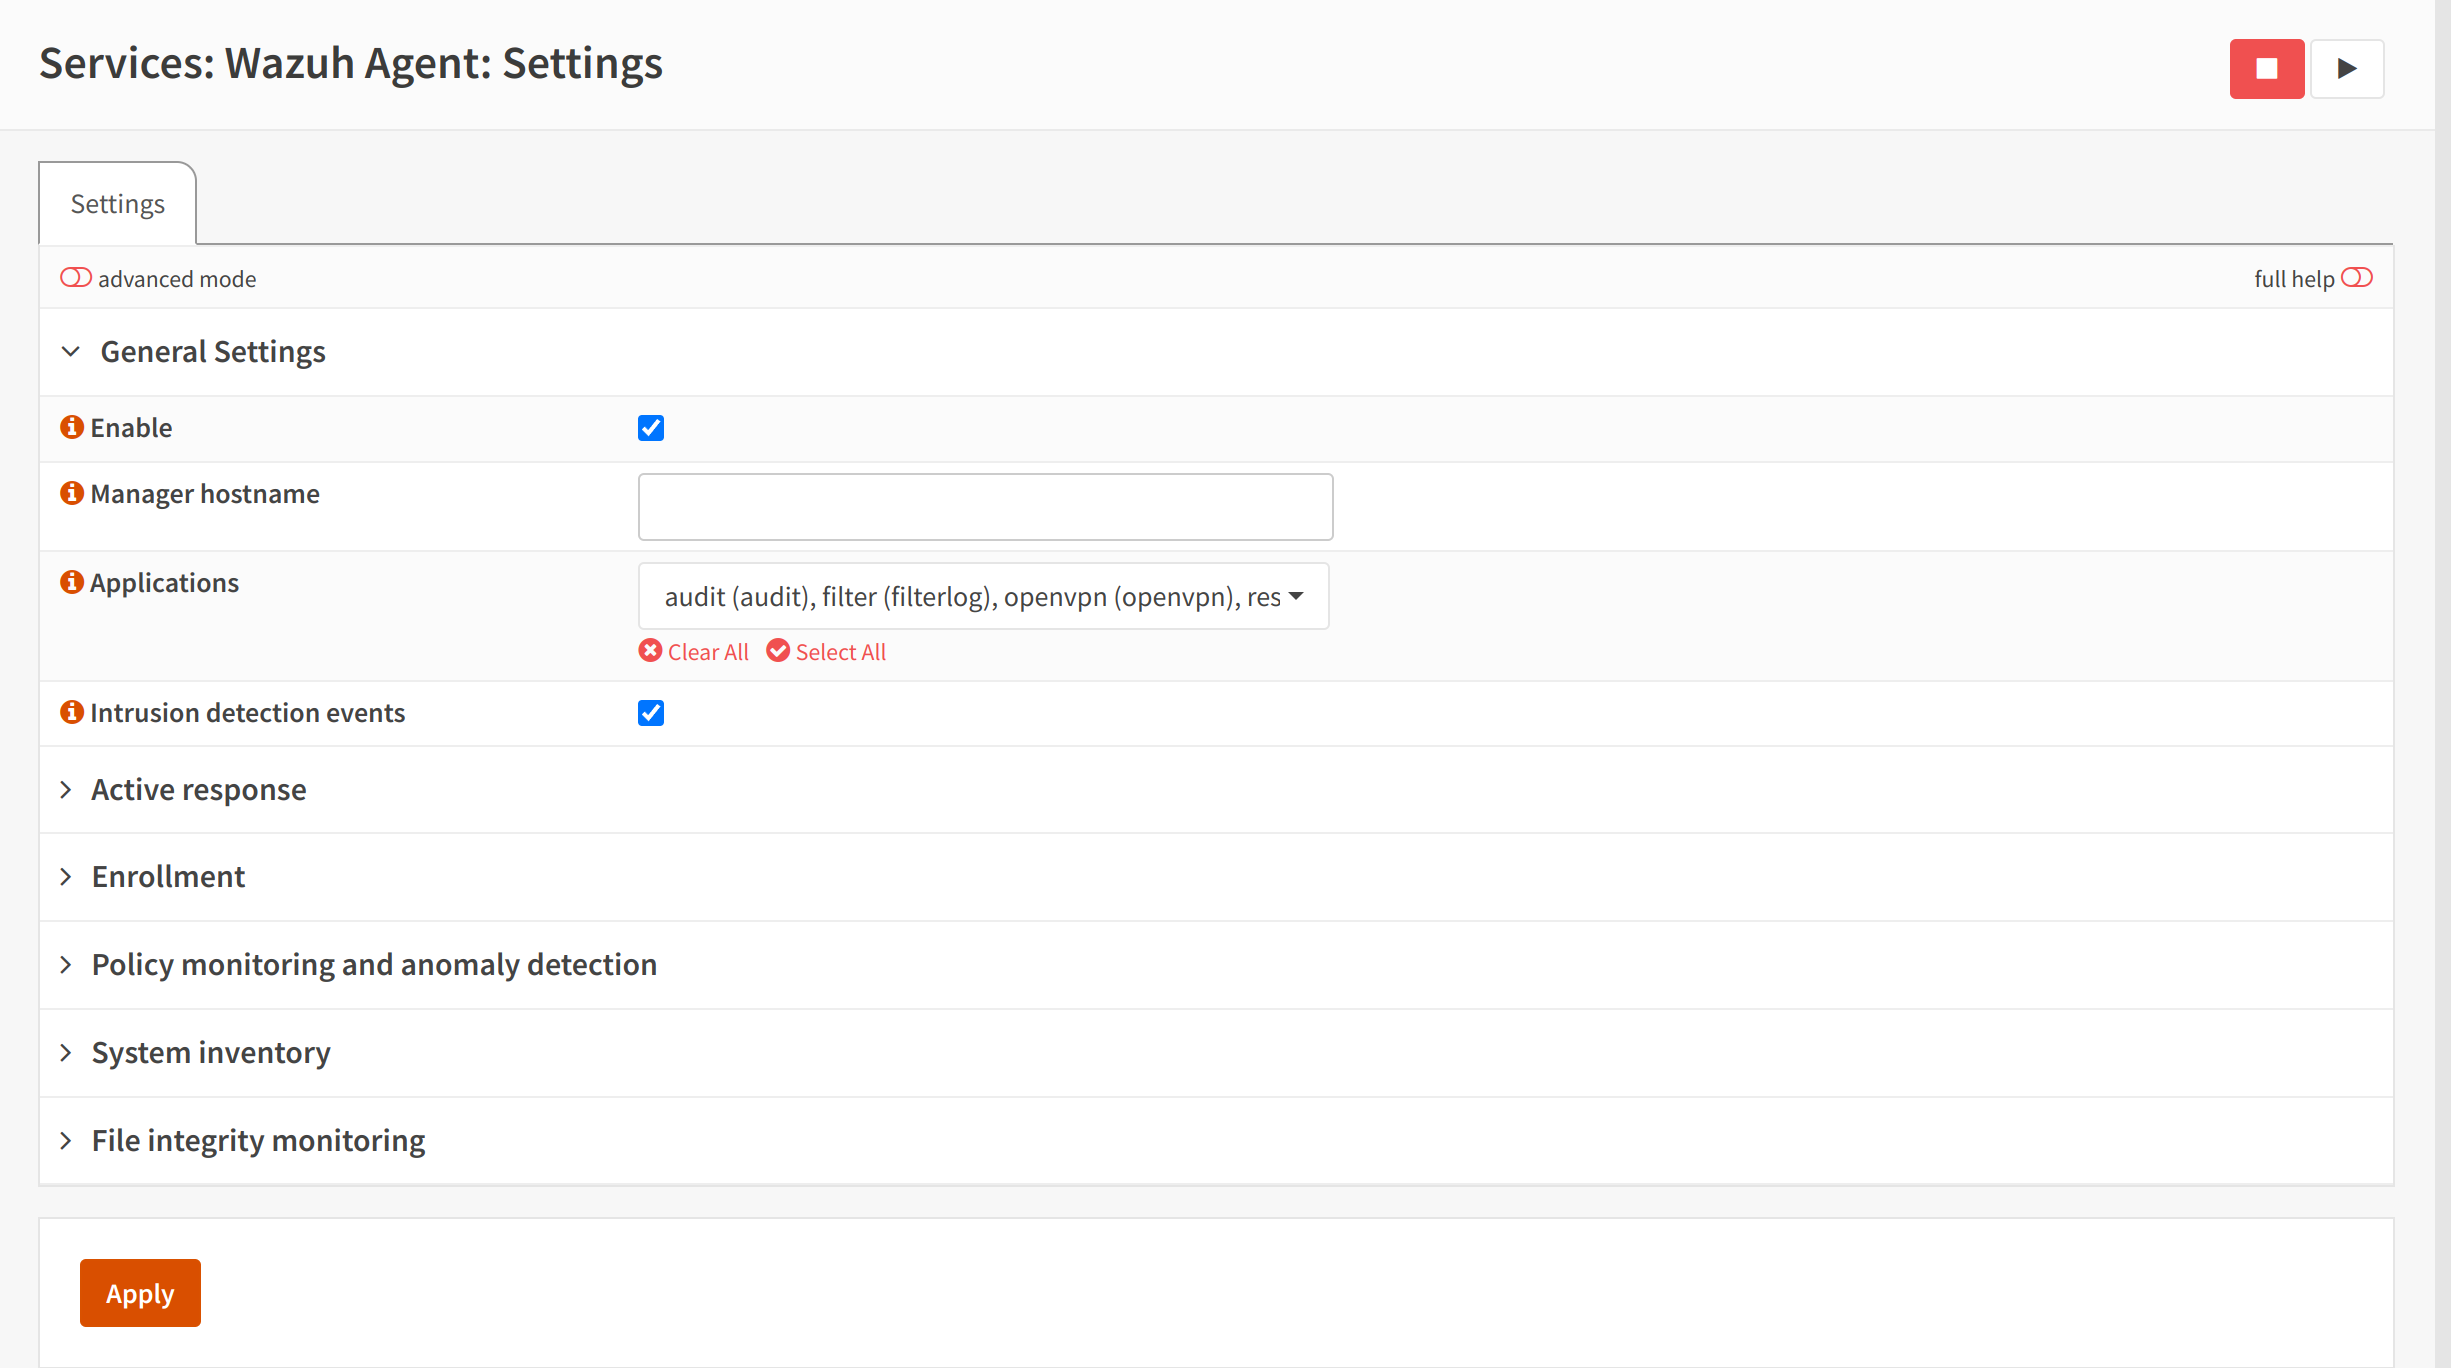 Services: Wazuh Agent: Settings
Settings
advanced mode
full help
General Settings
Enable
Manager hostname
Applications
audit (audit), filter (filterlog), openvpn (openvpn), res
Clear All Select All
Intrusion detection events
Active response
Enrollment
Policy monitoring and anomaly detection
System inventory
File integrity monitoring
Apply